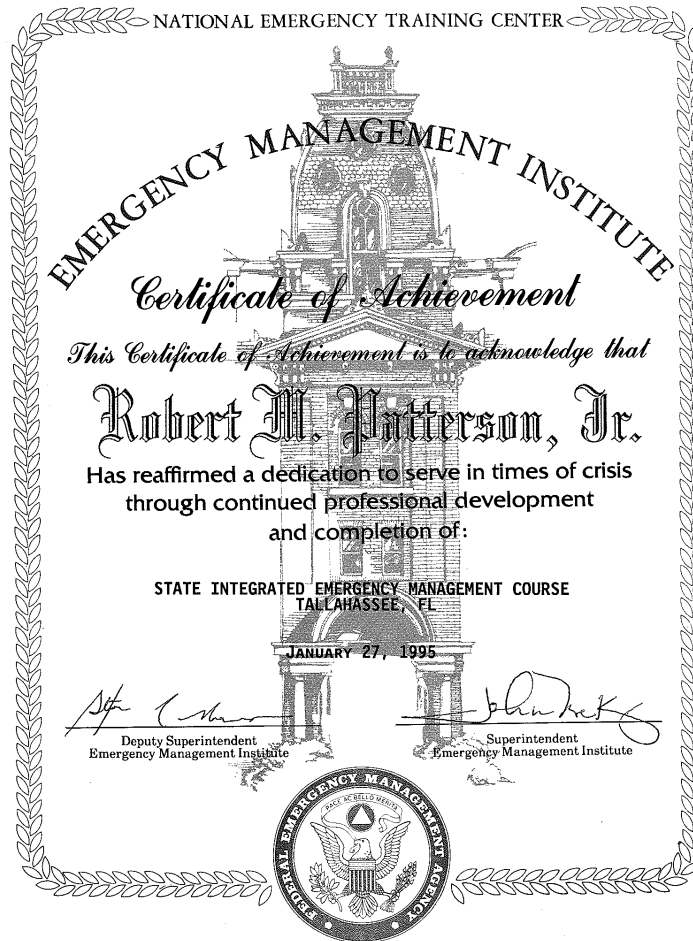 NATIONAL EMERGENCY TRAINING CENTER
EMERGENCY MANAGEMENT INSTITUTE
Certificate of Achievement
This Certificate of Achievement is to acknowledge that
Robert M. Patterson, Jr.
Has reaffirmed a dedication to serve in times of crisis
through continued professional development
and completion of:
STATE INTEGRATED EMERGENCY MANAGEMENT COURSE
TALLAHASSEE, FL
JANUARY 27, 1995
Deputy Superintendent
Emergency Management Institute
Superintendent
Emergency Management Institute
FEDERAL EMERGENCY MANAGEMENT AGENCY
PACE AC BELLO MERITA